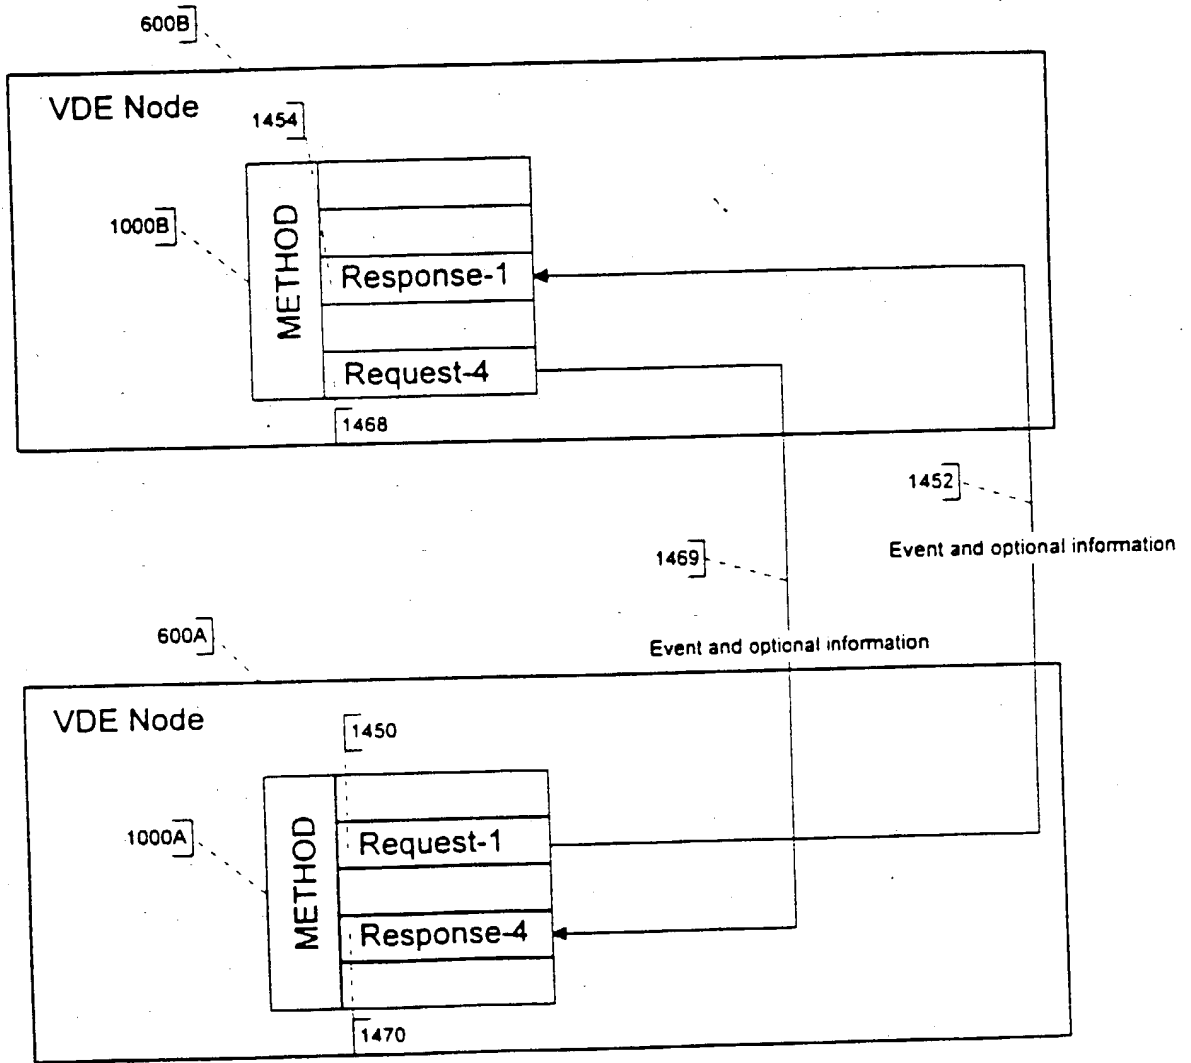 600B
VDE Node
1454
1000B
METHOD
Response-1
Request-4
1468
1452
Event and optional information
1469
600A
Event and optional information
VDE Node
1450
1000A
METHOD
Request-1
Response-4
1470